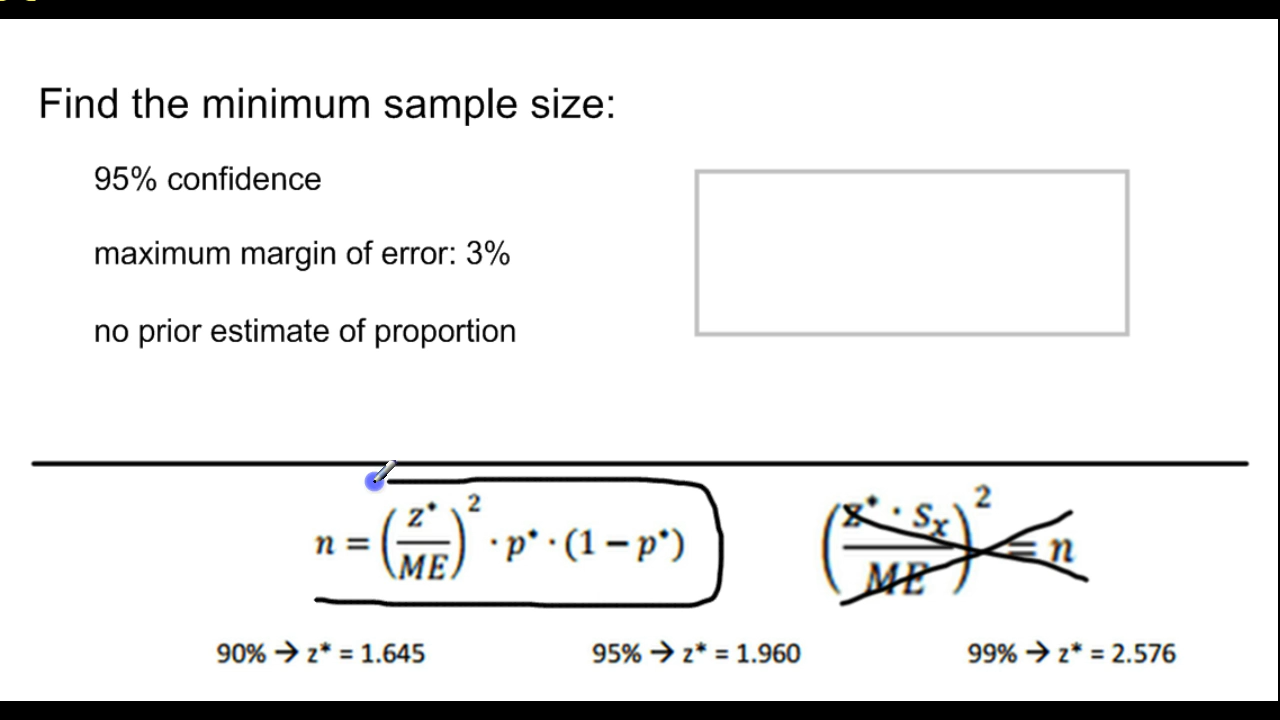 Find the minimum sample size:
95% confidence
maximum margin of error: 3%
no prior estimate of proportion
n = (z*/ME)² · p* · (1 – p*)
(z* · Sx/ME)² = n
90% → z* = 1.645
95% → z* = 1.960
99% → z* = 2.576